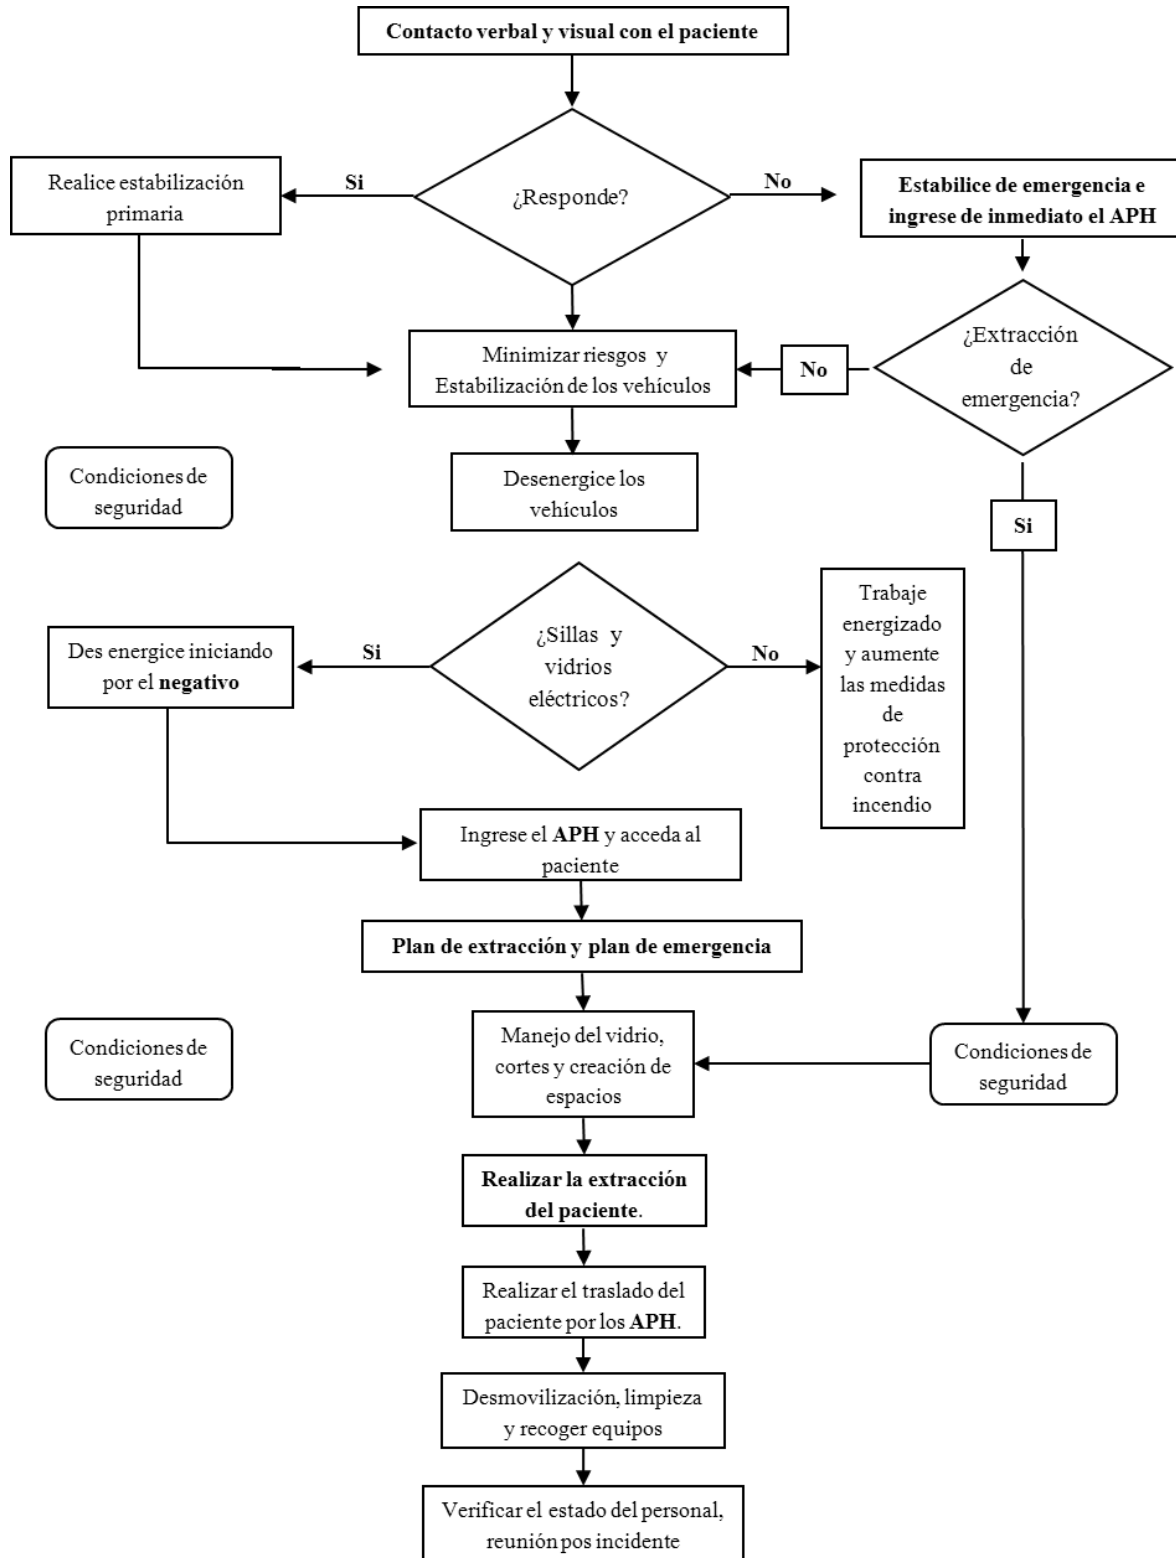 Contacto verbal y visual con el paciente
¿Responde?
Si
No
Realice estabilización
primaria
Estabilice de emergencia e
ingrese de inmediato el APH
¿Extracción
de
emergencia?
No
Minimizar riesgos y
Estabilización de los vehículos
Condiciones de
seguridad
Desenergice los
vehículos
Si
¿Sillas y
vidrios
eléctricos?
Si
No
Des energice iniciando
por el negativo
Trabaje
energizado
y aumente
las medidas
de
protección
contra
incendio
Ingrese el APH y acceda al
paciente
Plan de extracción y plan de emergencia
Condiciones de
seguridad
Manejo del vidrio,
cortes y creación de
espacios
Condiciones de
seguridad
Realizar la extracción
del paciente.
Realizar el traslado del
paciente por los APH.
Desmovilización, limpieza
y recoger equipos
Verificar el estado del personal,
reunión pos incidente